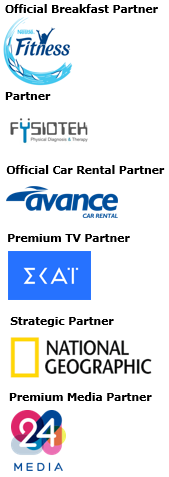 Official Breakfast Partner
Nestlé
Fitness
Partner
FΫSIOTEK
Physical Diagnosis & Therapy
Official Car Rental Partner
avance
CAR RENTAL
Premium TV Partner
ΣΚΑΪ
Strategic Partner
NATIONAL
GEOGRAPHIC
Premium Media Partner
24
MEDIA